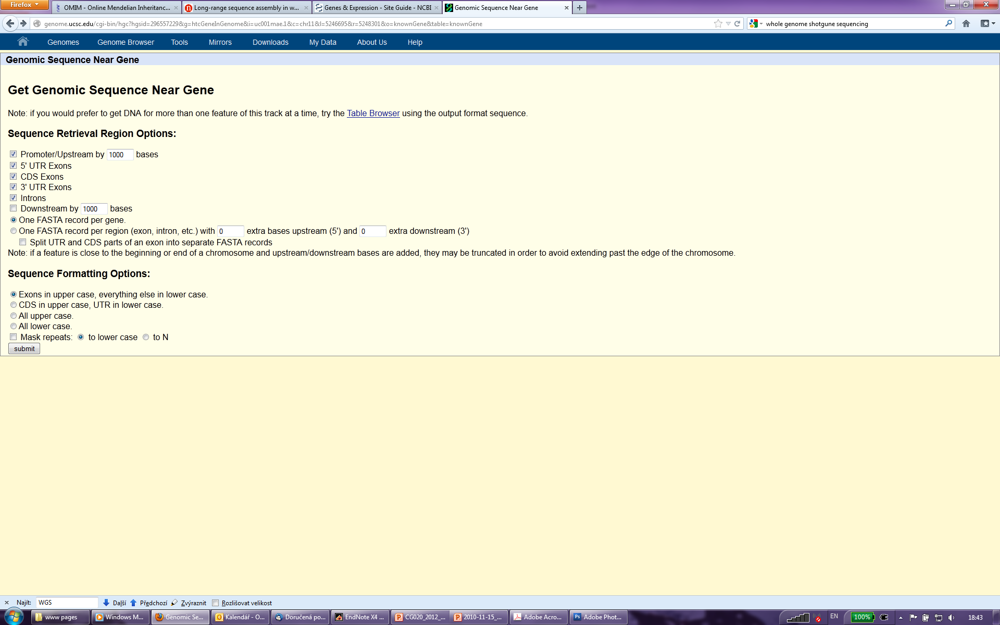 Firefox
OMIM - Online Mendelian Inheritanc...
Long-range sequence assembly in w...
Genes & Expression - Site Guide - NCBI
Genomic Sequence Near Gene
genome.ucsc.edu/cgi-bin/hgc?hgsid=296557229&g=htcGeneInGenome&i=uc001mae.1&c=chr11&l=5246695&r=5248301&o=knownGene&table=knownGene
whole genome shotgune sequencing
Genomes Genome Browser Tools Mirrors Downloads My Data About Us Help
Genomic Sequence Near Gene
Get Genomic Sequence Near Gene
Note: if you would prefer to get DNA for more than one feature of this track at a time, try the Table Browser using the output format sequence.
Sequence Retrieval Region Options:
Promoter/Upstream by 1000 bases
5' UTR Exons
CDS Exons
3' UTR Exons
Introns
Downstream by 1000 bases
One FASTA record per gene.
One FASTA record per region (exon, intron, etc.) with 0 extra bases upstream (5') and 0 extra downstream (3')
Split UTR and CDS parts of an exon into separate FASTA records
Note: if a feature is close to the beginning or end of a chromosome and upstream/downstream bases are added, they may be truncated in order to avoid extending past the edge of the chromosome.
Sequence Formatting Options:
Exons in upper case, everything else in lower case.
CDS in upper case, UTR in lower case.
All upper case.
All lower case.
Mask repeats: to lower case to N
submit
Najít: WGS Další Předchozí Zvýraznit Rozlišovat velikost
www pages Windows M... Genomic Se... Kalendář - O... Doručená po... EndNote X4 ... CG020_2012_... 2010-11-15_... Adobe Acro... Adobe Phot... EN 100% 18:43